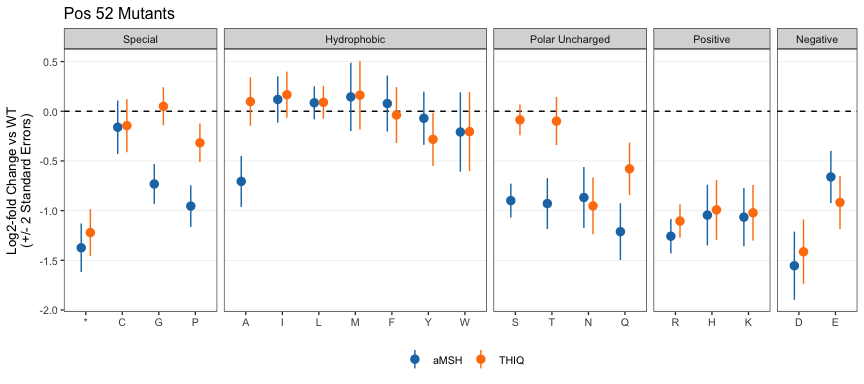 Pos 52 Mutants
Special
Hydrophobic
Polar Uncharged
Positive
Negative
Log2-fold Change vs WT
(+/- 2 Standard Errors)
0.5
0.0
-0.5
-1.0
-1.5
-2.0
* C G P A I L M F Y W S T N Q R H K D E
aMSH THIQ